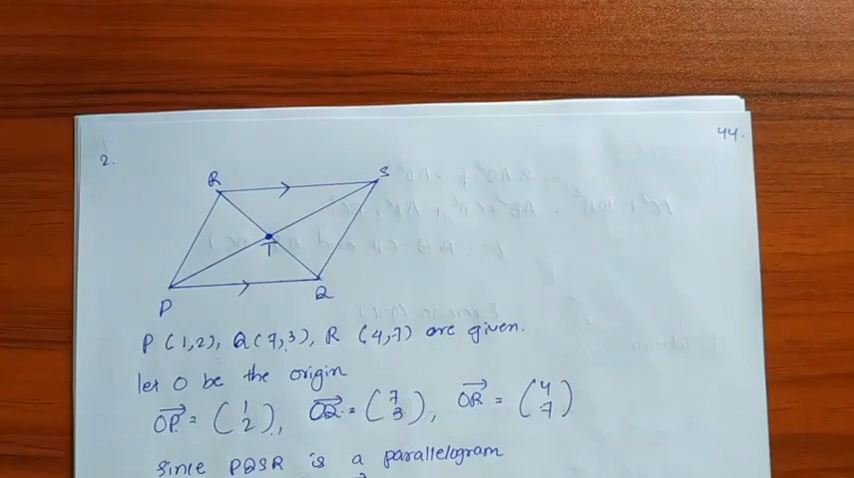 44.
2.
R S
T
P Q
P (1,2), Q(7,3), R (4,7) are given.
let O be the origin
OP⃗ = (1 2), OQ⃗ = (7 3), OR⃗ = (4 7)
Since PQSR is a parallelogram